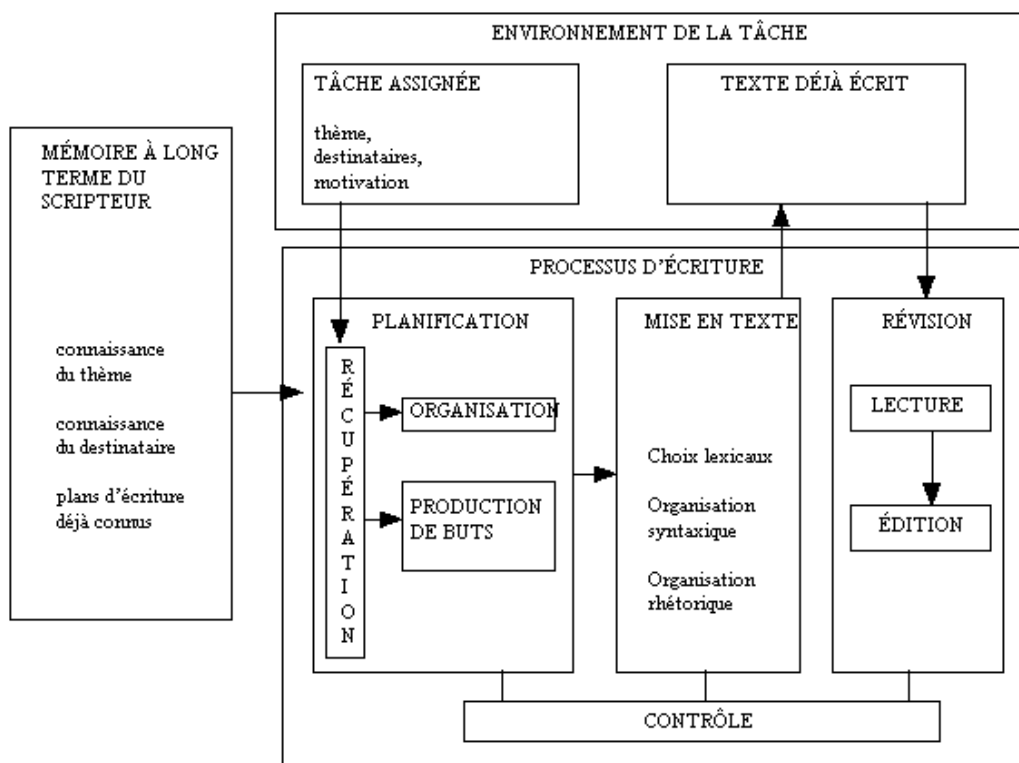 ENVIRONNEMENT DE LA TÂCHE
TÂCHE ASSIGNÉE
thème,
destinataires,
motivation
TEXTE DÉJÀ ÉCRIT
MÉMOIRE À LONG
TERME DU
SCRIPTEUR
connaissance
du thème
connaissance
du destinataire
plans d'écriture
déjà connus
PROCESSUS D'ÉCRITURE
PLANIFICATION
RÉCUPÉRATION
ORGANISATION
PRODUCTION
DE BUTS
MISE EN TEXTE
Choix lexicaux
Organisation
syntaxique
Organisation
rhétorique
RÉVISION
LECTURE
ÉDITION
CONTRÔLE